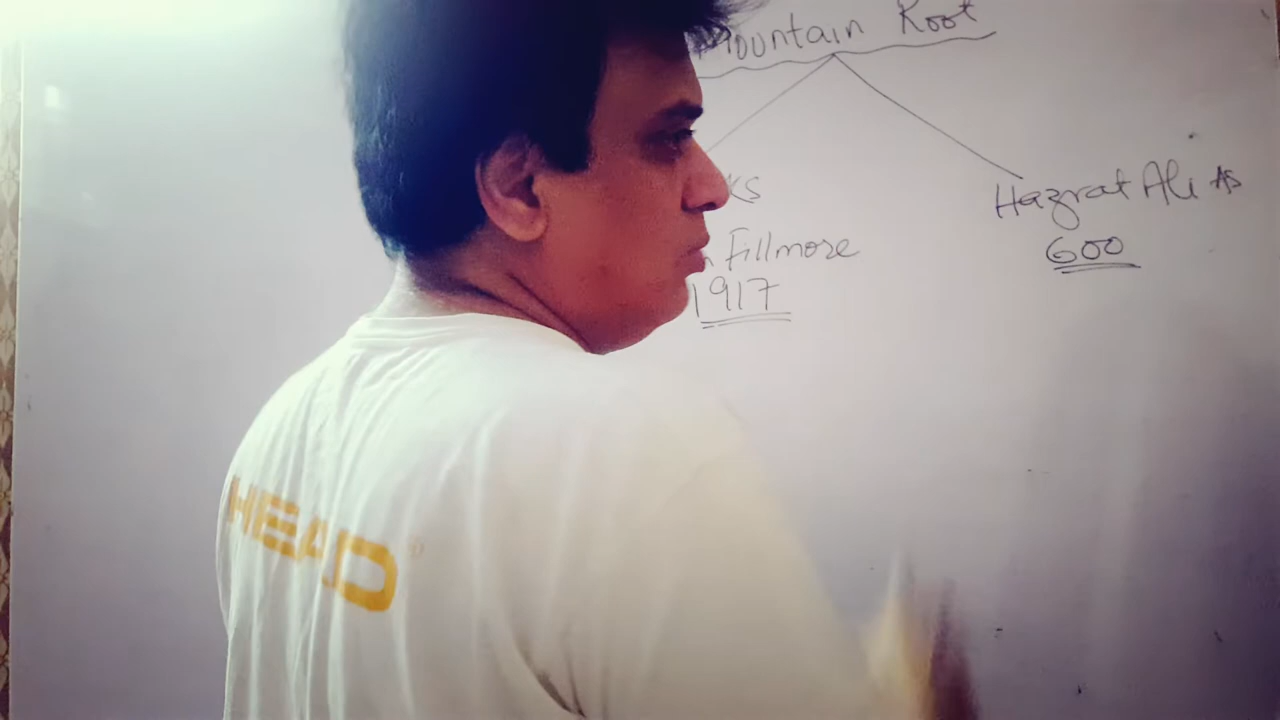 Mountain Root
Hazrat Ali AS
600
KS
Fillmore
1917
HEAD